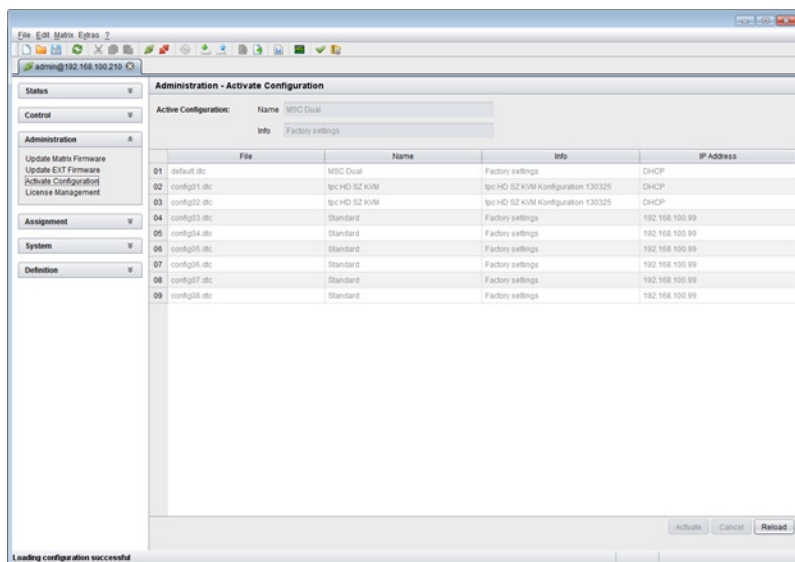 File Edit Matrix Extras ?
admin@192.168.100.210
Status
Control
Administration
Update Matrix Firmware
Update EXT Firmware
Activate Configuration
License Management
Assignment
System
Definition
Administration - Activate Configuration
Active Configuration: Name MSC Dual
Info Factory settings
File Name Info IP Address
01 default.dtc MSC Dual Factory settings DHCP
02 config01.dtc tpc HD SZ KVM tpc HD SZ KVM Konfiguration 130325 DHCP
03 config02.dtc tpc HD SZ KVM tpc HD SZ KVM Konfiguration 130325 DHCP
04 config03.dtc Standard Factory settings 192.168.100.99
05 config04.dtc Standard Factory settings 192.168.100.99
06 config05.dtc Standard Factory settings 192.168.100.99
07 config06.dtc Standard Factory settings 192.168.100.99
08 config07.dtc Standard Factory settings 192.168.100.99
09 config08.dtc Standard Factory settings 192.168.100.99
Activate Cancel Reload
Loading configuration successful